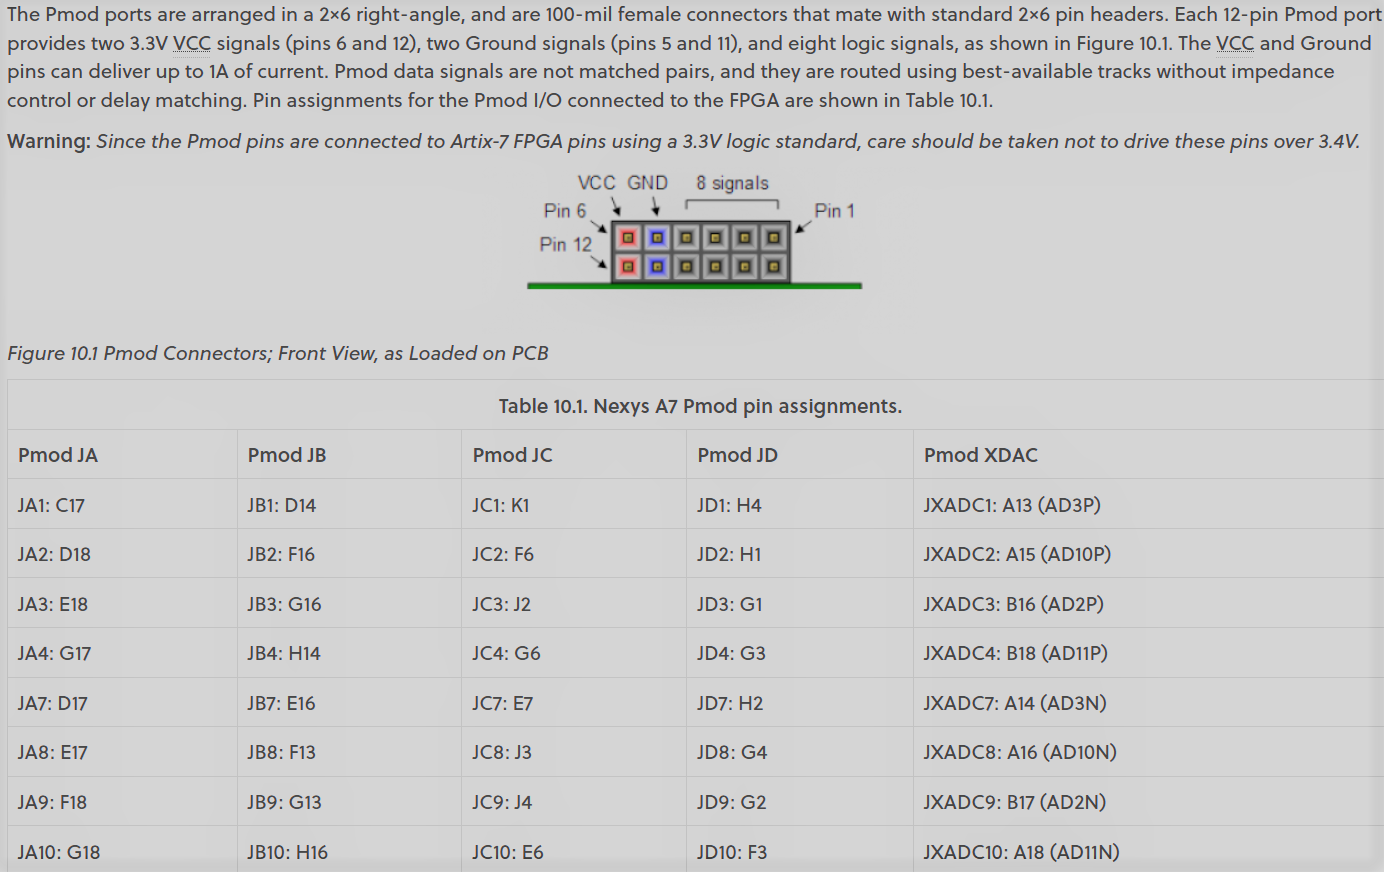 The Pmod ports are arranged in a 2×6 right-angle, and are 100-mil female connectors that mate with standard 2×6 pin headers. Each 12-pin Pmod port
provides two 3.3V VCC signals (pins 6 and 12), two Ground signals (pins 5 and 11), and eight logic signals, as shown in Figure 10.1. The VCC and Ground
pins can deliver up to 1A of current. Pmod data signals are not matched pairs, and they are routed using best-available tracks without impedance
control or delay matching. Pin assignments for the Pmod I/O connected to the FPGA are shown in Table 10.1.
Warning: Since the Pmod pins are connected to Artix-7 FPGA pins using a 3.3V logic standard, care should be taken not to drive these pins over 3.4V.
VCC GND 8 signals
Pin 6 Pin 1
Pin 12
Figure 10.1 Pmod Connectors; Front View, as Loaded on PCB
Table 10.1. Nexys A7 Pmod pin assignments.
Pmod JA Pmod JB Pmod JC Pmod JD Pmod XDAC
JA1: C17 JB1: D14 JC1: K1 JD1: H4 JXADC1: A13 (AD3P)
JA2: D18 JB2: F16 JC2: F6 JD2: H1 JXADC2: A15 (AD10P)
JA3: E18 JB3: G16 JC3: J2 JD3: G1 JXADC3: B16 (AD2P)
JA4: G17 JB4: H14 JC4: G6 JD4: G3 JXADC4: B18 (AD11P)
JA7: D17 JB7: E16 JC7: E7 JD7: H2 JXADC7: A14 (AD3N)
JA8: E17 JB8: F13 JC8: J3 JD8: G4 JXADC8: A16 (AD10N)
JA9: F18 JB9: G13 JC9: J4 JD9: G2 JXADC9: B17 (AD2N)
JA10: G18 JB10: H16 JC10: E6 JD10: F3 JXADC10: A18 (AD11N)